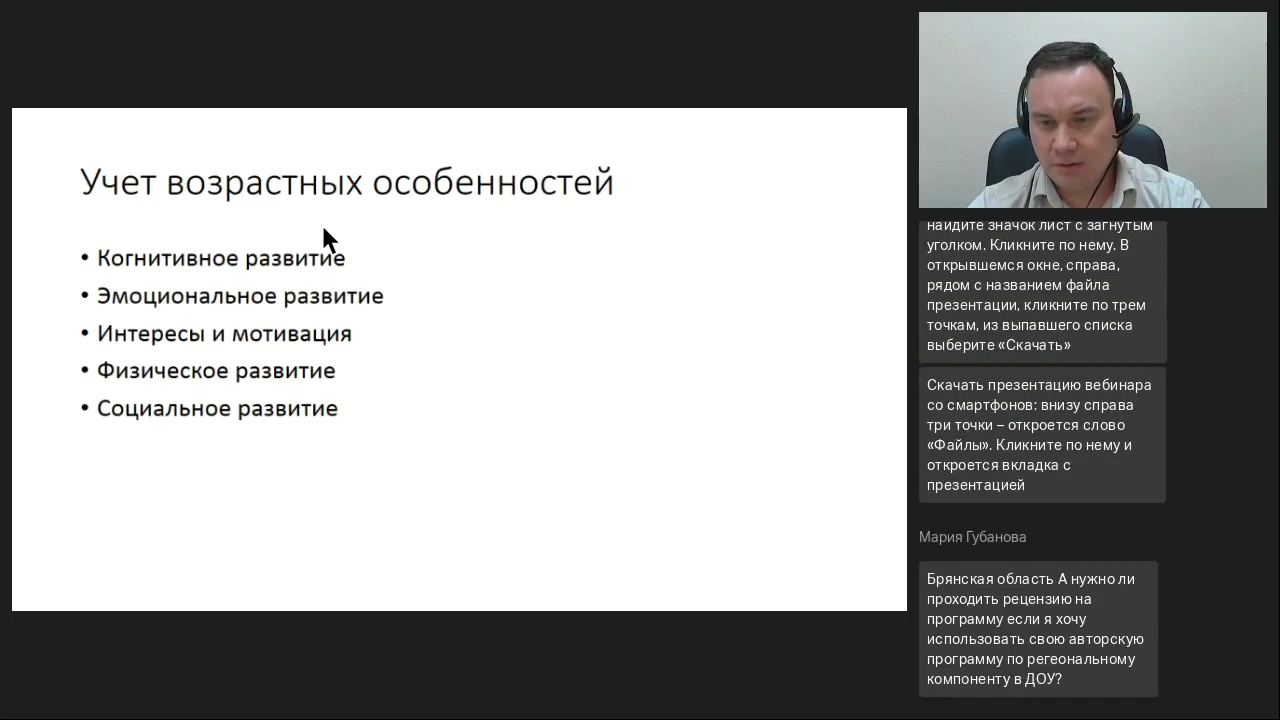 Учет возрастных особенностей
• Когнитивное развитие
• Эмоциональное развитие
• Интересы и мотивация
• Физическое развитие
• Социальное развитие
найдите значок лист с загнутым
уголком. Кликните по нему. В
открывшемся окне, справа,
рядом с названием файла
презентации, кликните по трем
точкам, из выпавшего списка
выберите «Скачать»
Скачать презентацию вебинара
со смартфонов: внизу справа
три точки – откроется слово
«Файлы». Кликните по нему и
откроется вкладка с
презентацией
Мария Губанова
Брянская область А нужно ли
проходить рецензию на
программу если я хочу
использовать свою авторскую
программу по регеональному
компоненту в ДОУ?